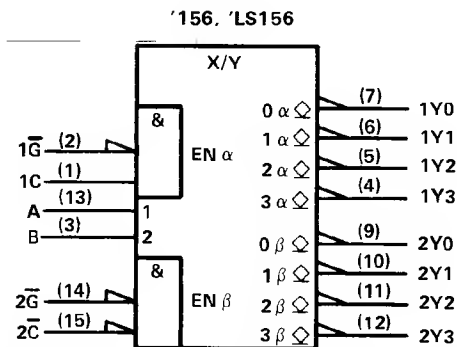 '156, 'LS156
X/Y
1G̅ (2) & EN α 0 α (7) 1Y0
1C (1) 1 α (6) 1Y1
A (13) 1 2 α (5) 1Y2
B (3) 2 3 α (4) 1Y3
0 β (9) 2Y0
2G̅ (14) & EN β 1 β (10) 2Y1
2 β (11) 2Y2
2C̅ (15) 3 β (12) 2Y3